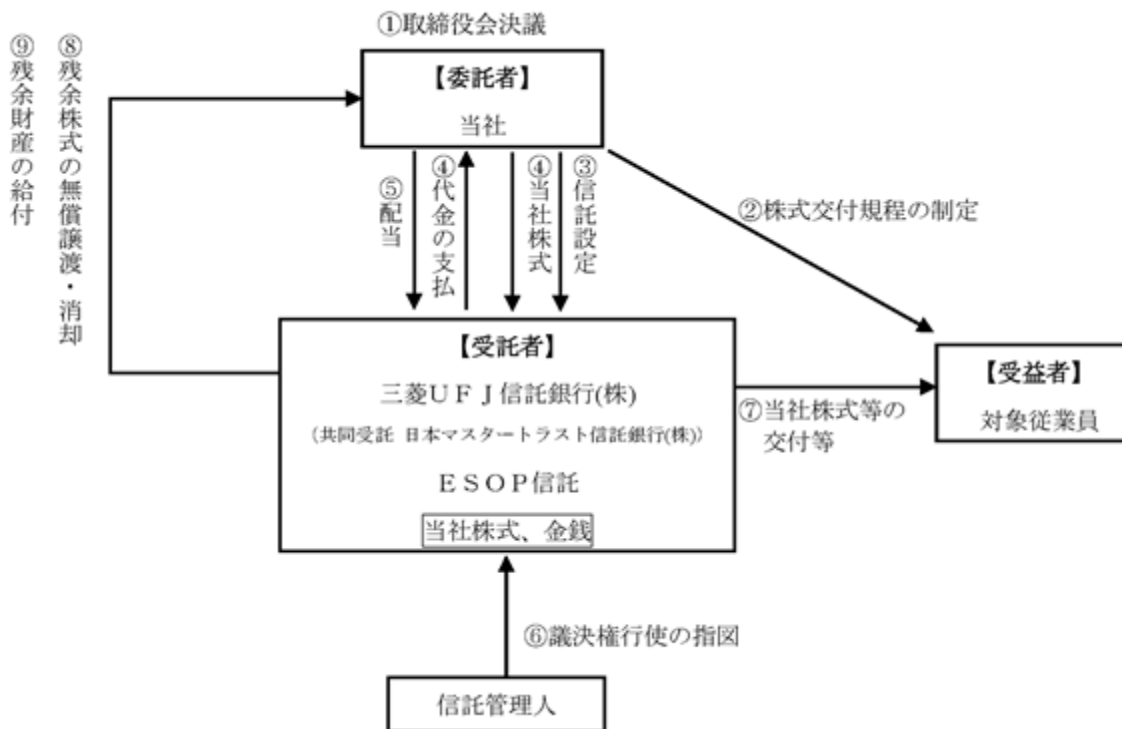 ①取締役会決議
【委託者】
当社
⑨残余財産の給付
⑧残余株式の無償譲渡・消却
⑤配当
④代金の支払
④当社株式
③信託設定
②株式交付規程の制定
【受託者】
三菱ＵＦＪ信託銀行(株)
（共同受託 日本マスタートラスト信託銀行(株)）
ＥＳＯＰ信託
当社株式、金銭
⑦当社株式等の
交付等
【受益者】
対象従業員
⑥議決権行使の指図
信託管理人